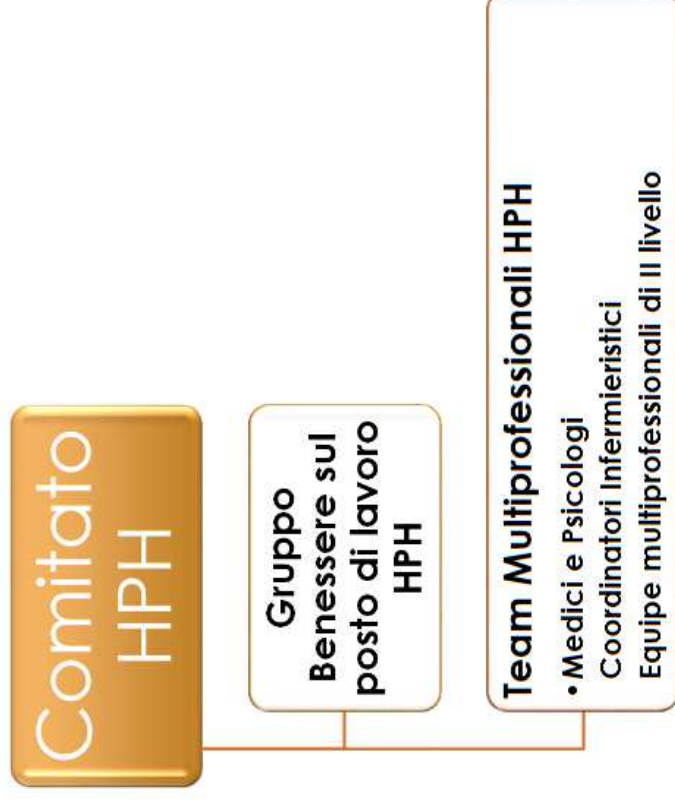 Comitato
HPH
Gruppo
Benessere sul
posto di lavoro
HPH
Team Multiprofessionali HPH
• Medici e Psicologi
Coordinatori Infermieristici
Equipe multiprofessionali di II livello